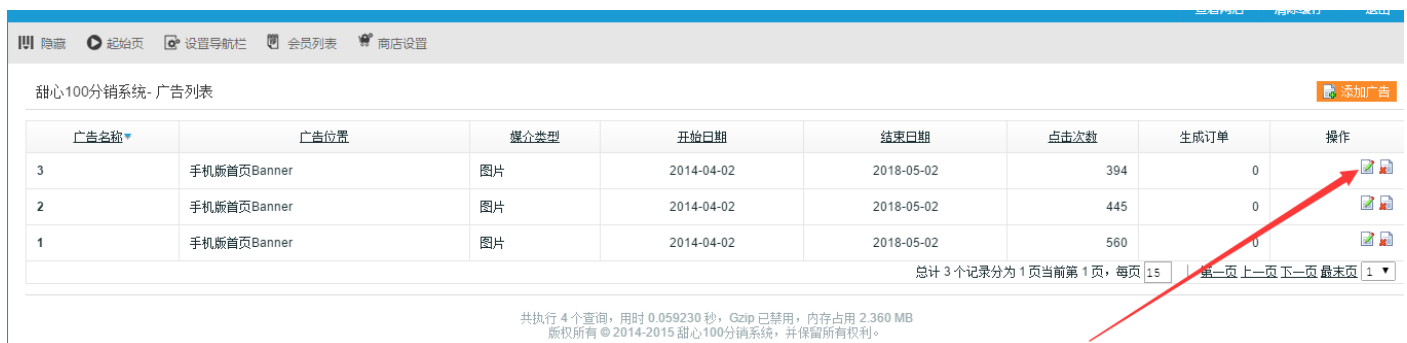 查看网店 清除缓存 退出
隐藏 起始页 设置导航栏 会员列表 商店设置
甜心100分销系统- 广告列表 添加广告
广告名称 广告位置 媒介类型 开始日期 结束日期 点击次数 生成订单 操作
3 手机版首页Banner 图片 2014-04-02 2018-05-02 394 0
2 手机版首页Banner 图片 2014-04-02 2018-05-02 445 0
1 手机版首页Banner 图片 2014-04-02 2018-05-02 560 0
总计 3 个记录分为 1 页当前第 1 页，每页 15 | 第一页 上一页 下一页 最末页 1
共执行 4 个查询，用时 0.059230 秒，Gzip 已禁用，内存占用 2.360 MB
版权所有 © 2014-2015 甜心100分销系统，并保留所有权利。